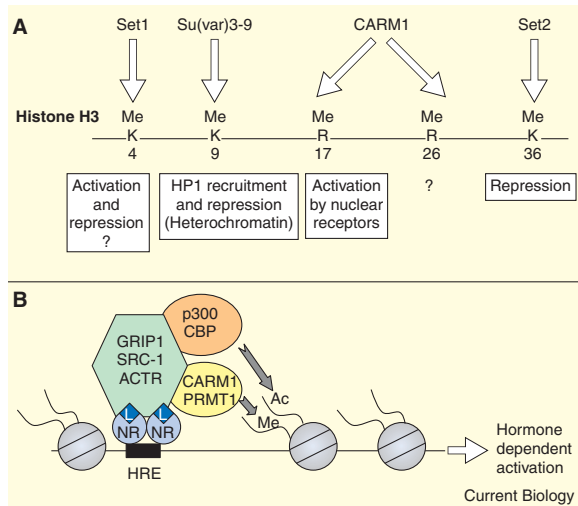 A
Set1 Su(var)3-9 CARM1 Set2
Histone H3 Me Me Me Me Me
K K R R K
4 9 17 26 36
Activation
and
repression
?
HP1 recruitment
and repression
(Heterochromatin)
Activation
by nuclear
receptors
?
Repression
B
p300
CBP
GRIP1
SRC-1
ACTR
CARM1
PRMT1
Ac
Me
L L
NR NR
HRE
Hormone
dependent
activation
Current Biology